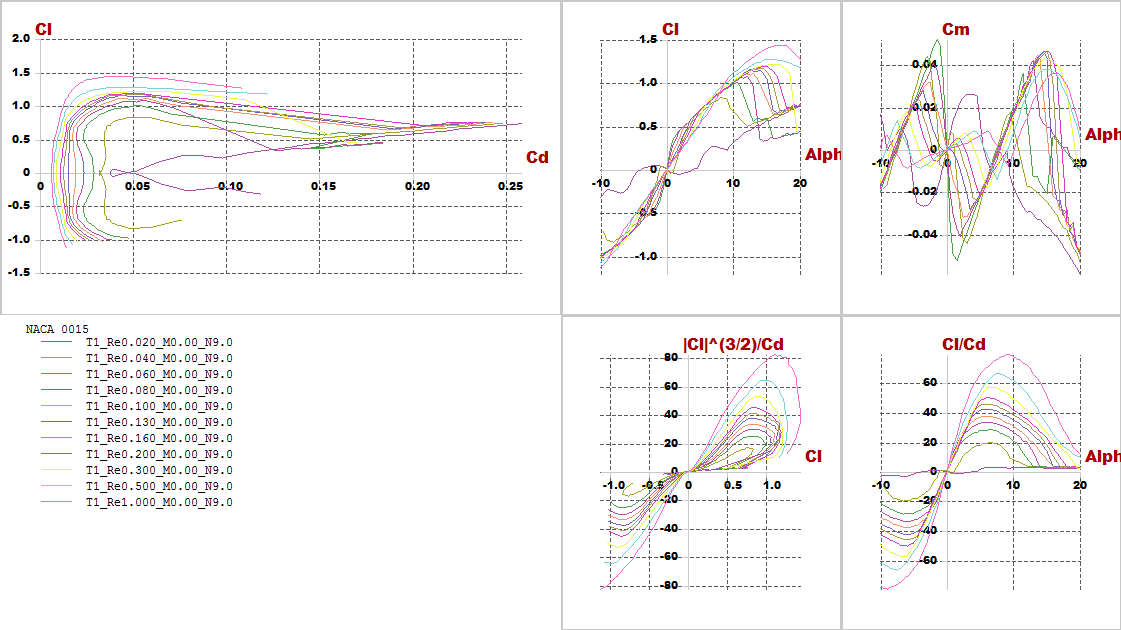 Cl
2.0
1.5
1.0
0.5
0
-0.5
-1.0
-1.5
0 0.05 0.10 0.15 0.20 0.25
Cd
Cl
1.5
1.0
0.5
0
-0.5
-1.0
-10 0 10 20
Alph
Cm
0.04
0.02
0
-0.02
-0.04
-10 0 10 20
Alph
NACA 0015
T1_Re0.020_M0.00_N9.0
T1_Re0.040_M0.00_N9.0
T1_Re0.060_M0.00_N9.0
T1_Re0.080_M0.00_N9.0
T1_Re0.100_M0.00_N9.0
T1_Re0.130_M0.00_N9.0
T1_Re0.160_M0.00_N9.0
T1_Re0.200_M0.00_N9.0
T1_Re0.300_M0.00_N9.0
T1_Re0.500_M0.00_N9.0
T1_Re1.000_M0.00_N9.0
|Cl|^(3/2)/Cd
80
60
40
20
0
-20
-40
-60
-80
-1.0 -0.5 0 0.5 1.0
Cl
Cl/Cd
60
40
20
0
-20
-40
-60
-10 0 10 20
Alph